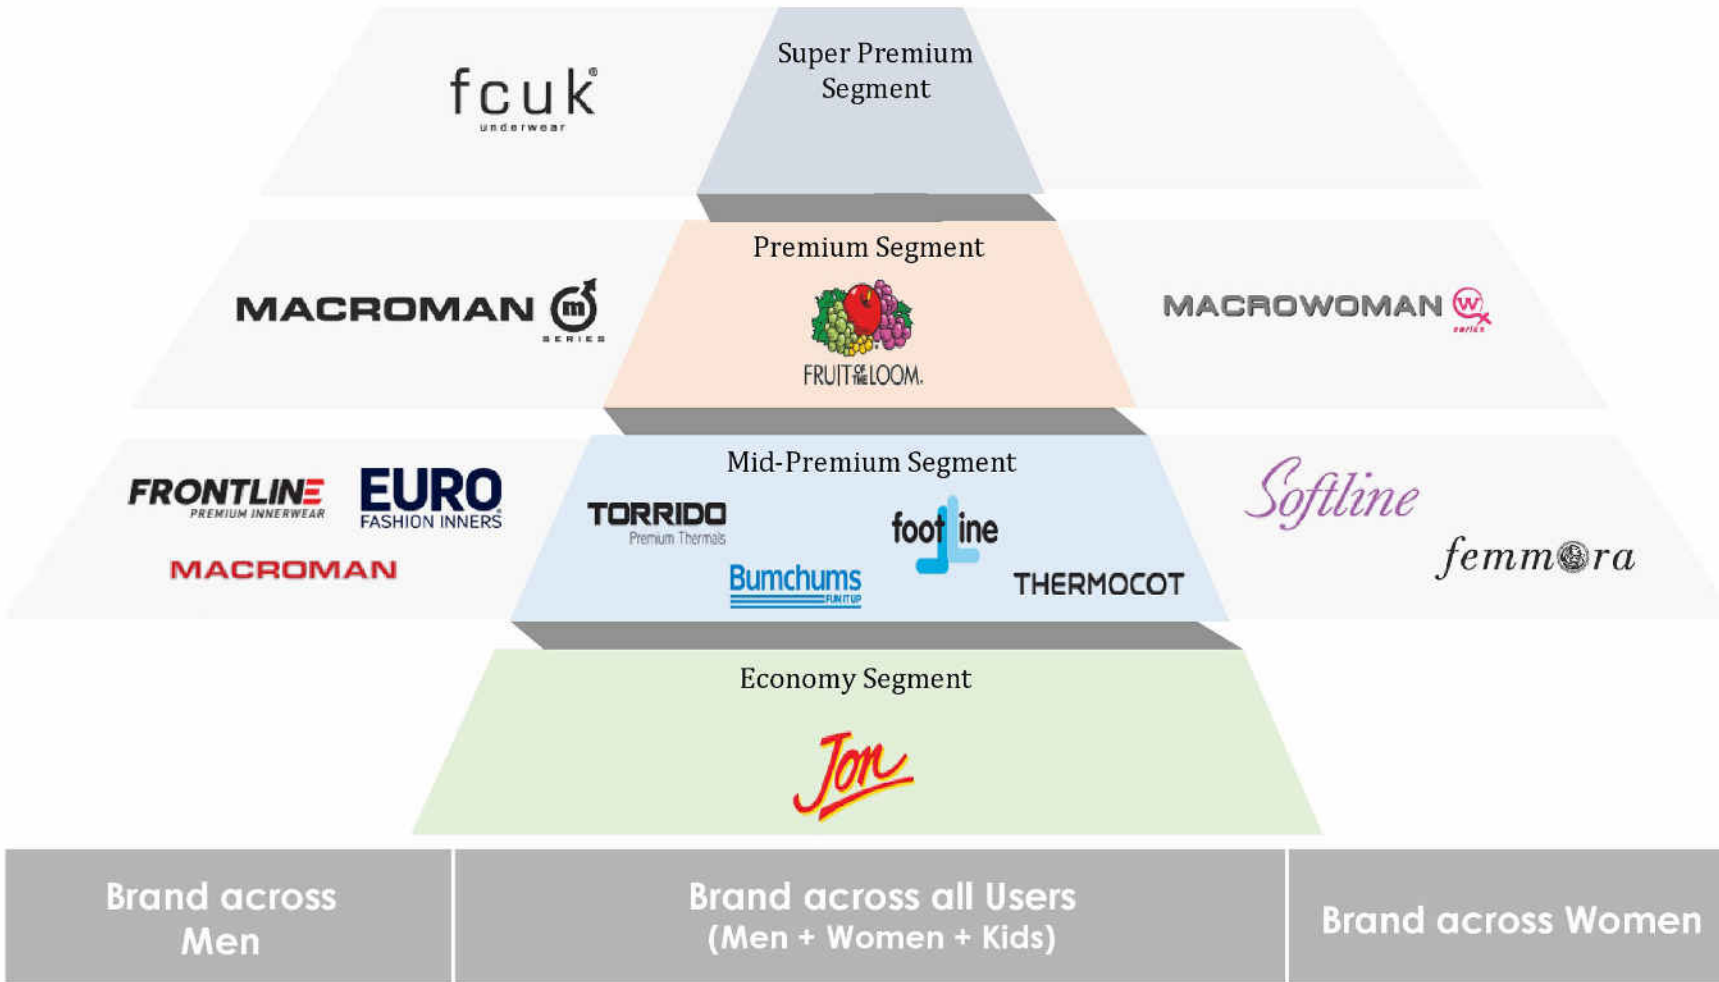 Super Premium
Segment
fcuk®
underwear
Premium Segment
MACROMAN m
SERIES
FRUIT OF THE LOOM.
MACROWOMAN W
series
Mid-Premium Segment
FRONTLINE
PREMIUM INNERWEAR
EURO
FASHION INNERS
MACROMAN
TORRIDO
Premium Thermals
footLine
Bumchums
FUN IT UP
THERMOCOT
Softline
femmora
Economy Segment
Jon
Brand across
Men
Brand across all Users
(Men + Women + Kids)
Brand across Women